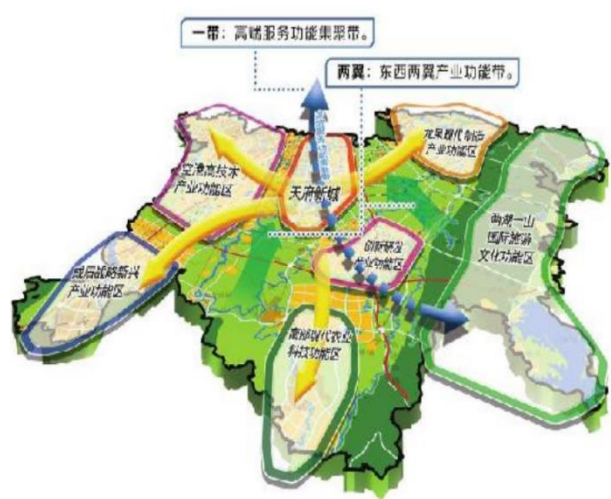 一带：高端服务功能集聚带。
两翼：东西两翼产业功能带。
龙泉现代制造
产业功能区
空港高技术
产业功能区
天府新城
两湖一山
国际旅游
文化功能区
创新研发
产业功能区
成眉战略新兴
产业功能区
南部现代农业
科技功能区